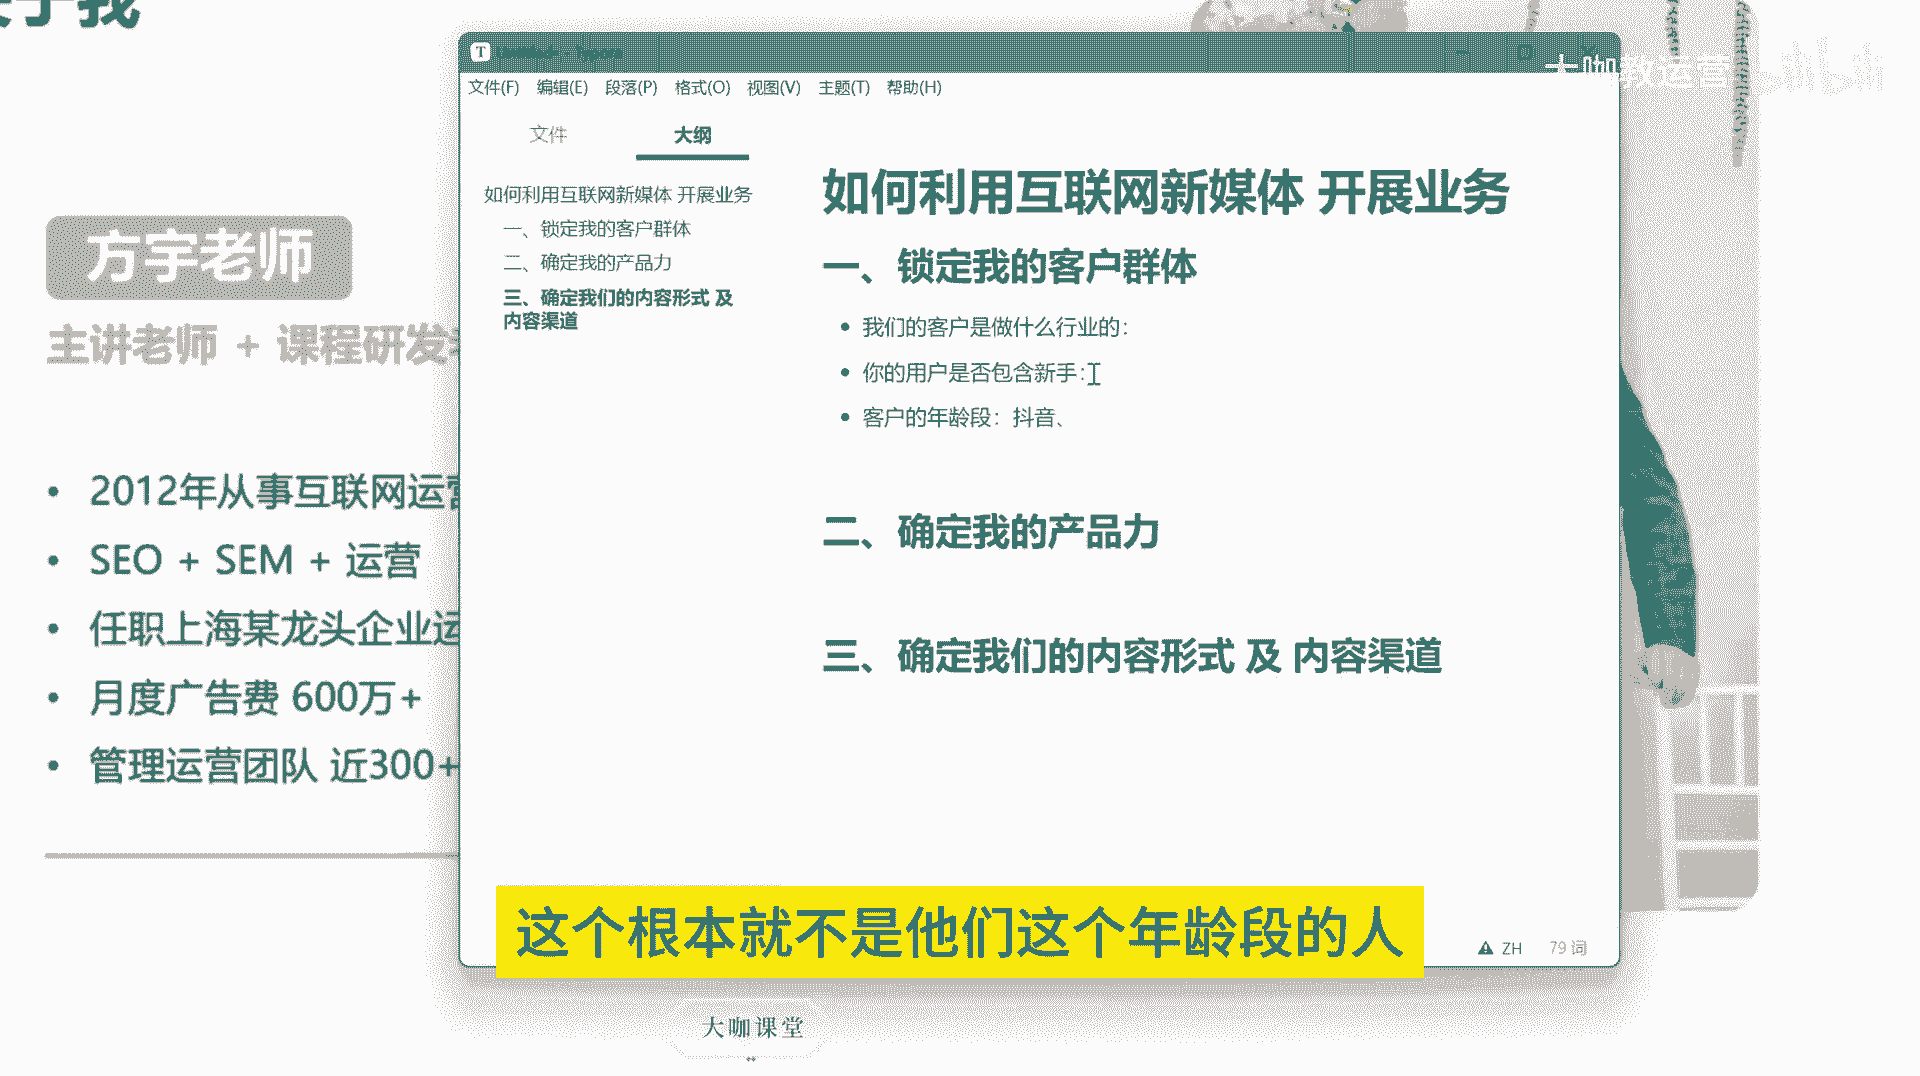 关于我
方宇老师
主讲老师 + 课程研发
2012年从事互联网运营
SEO + SEM + 运营
任职上海某龙头企业运
月度广告费 600万+
管理运营团队 近300+
T
文件(F) 编辑(E) 段落(P) 格式(O) 视图(V) 主题(T) 帮助(H)
文件 大纲
如何利用互联网新媒体 开展业务
一、锁定我的客户群体
二、确定我的产品力
三、确定我们的内容形式 及
内容渠道
如何利用互联网新媒体 开展业务
一、锁定我的客户群体
我们的客户是做什么行业的：
你的用户是否包含新手：
客户的年龄段：抖音、
二、确定我的产品力
三、确定我们的内容形式 及 内容渠道
ZH 79 词
大咖教运营 bilibili
这个根本就不是他们这个年龄段的人
大咖课堂